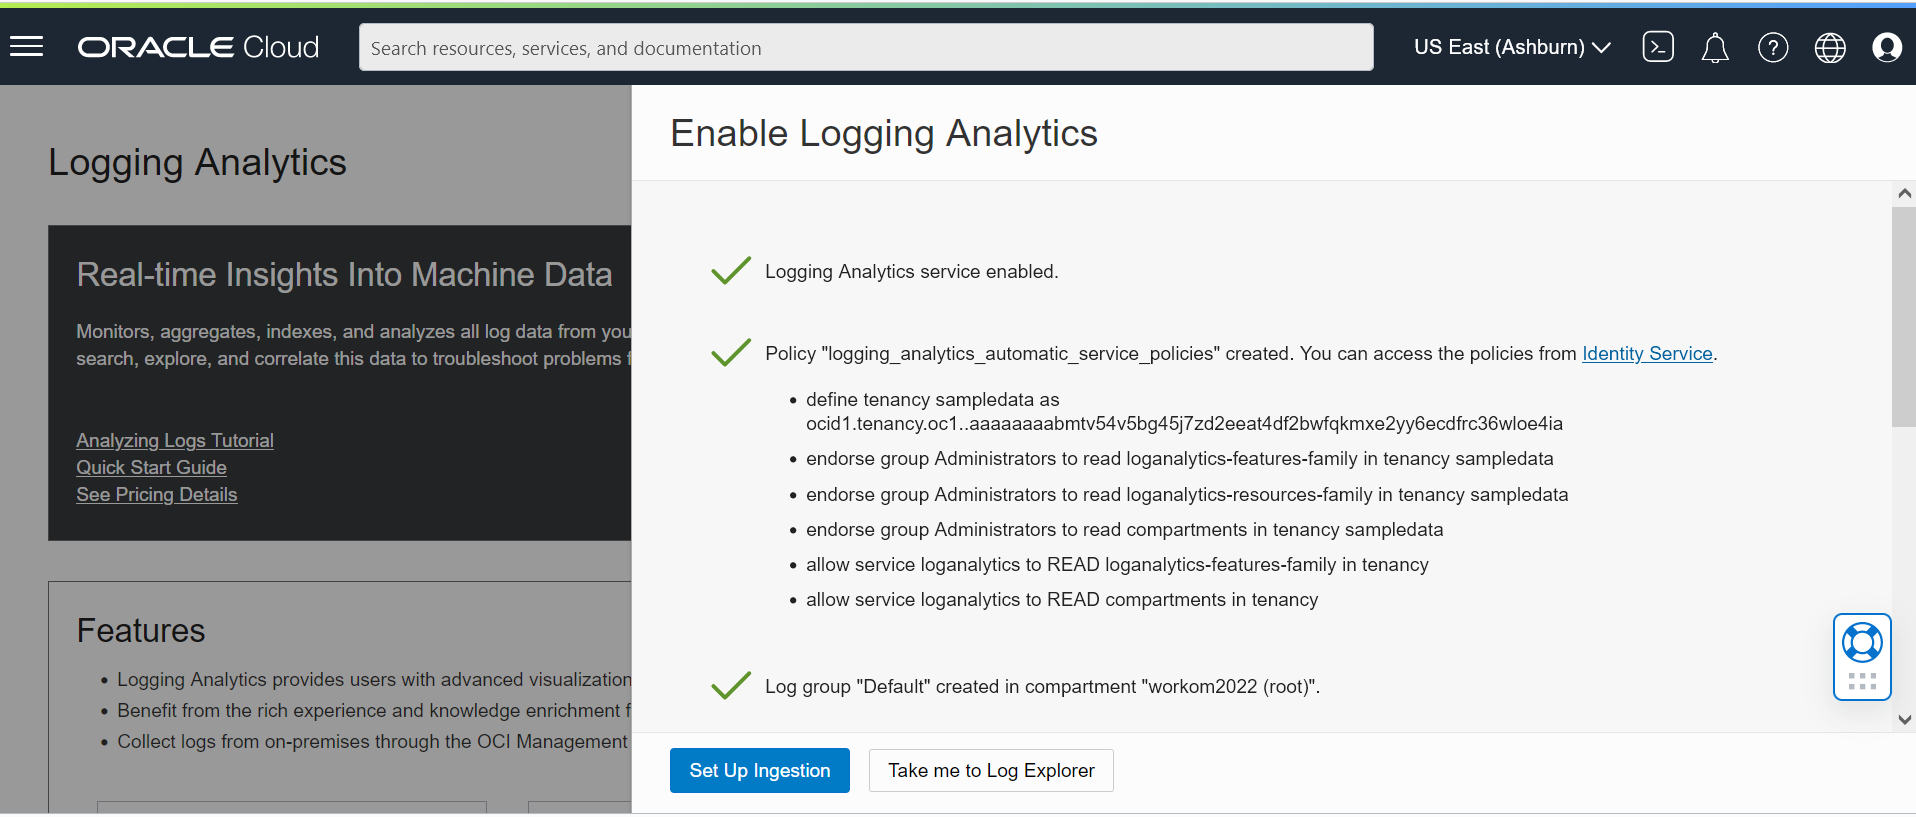 ORACLE Cloud
Search resources, services, and documentation
US East (Ashburn)
Logging Analytics
Real-time Insights Into Machine Data
Monitors, aggregates, indexes, and analyzes all log data from you
search, explore, and correlate this data to troubleshoot problems f
Analyzing Logs Tutorial
Quick Start Guide
See Pricing Details
Features
• Logging Analytics provides users with advanced visualization
• Benefit from the rich experience and knowledge enrichment f
• Collect logs from on-premises through the OCI Management
Enable Logging Analytics
Logging Analytics service enabled.
Policy "logging_analytics_automatic_service_policies" created. You can access the policies from Identity Service.
• define tenancy sampledata as
ocid1.tenancy.oc1..aaaaaaaabmtv54v5bg45j7zd2eeat4df2bwfqkmxe2yy6ecdfrc36wloe4ia
• endorse group Administrators to read loganalytics-features-family in tenancy sampledata
• endorse group Administrators to read loganalytics-resources-family in tenancy sampledata
• endorse group Administrators to read compartments in tenancy sampledata
• allow service loganalytics to READ loganalytics-features-family in tenancy
• allow service loganalytics to READ compartments in tenancy
Log group "Default" created in compartment "workom2022 (root)".
Set Up Ingestion
Take me to Log Explorer